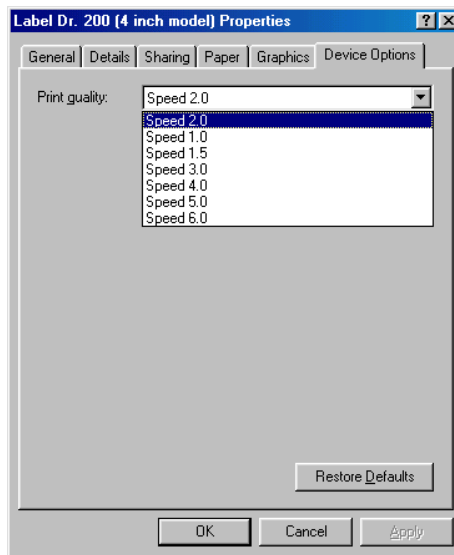 Label Dr. 200 (4 inch model) Properties
General Details Sharing Paper Graphics Device Options
Print quality: Speed 2.0
Speed 2.0
Speed 1.0
Speed 1.5
Speed 3.0
Speed 4.0
Speed 5.0
Speed 6.0
Restore Defaults
OK Cancel Apply